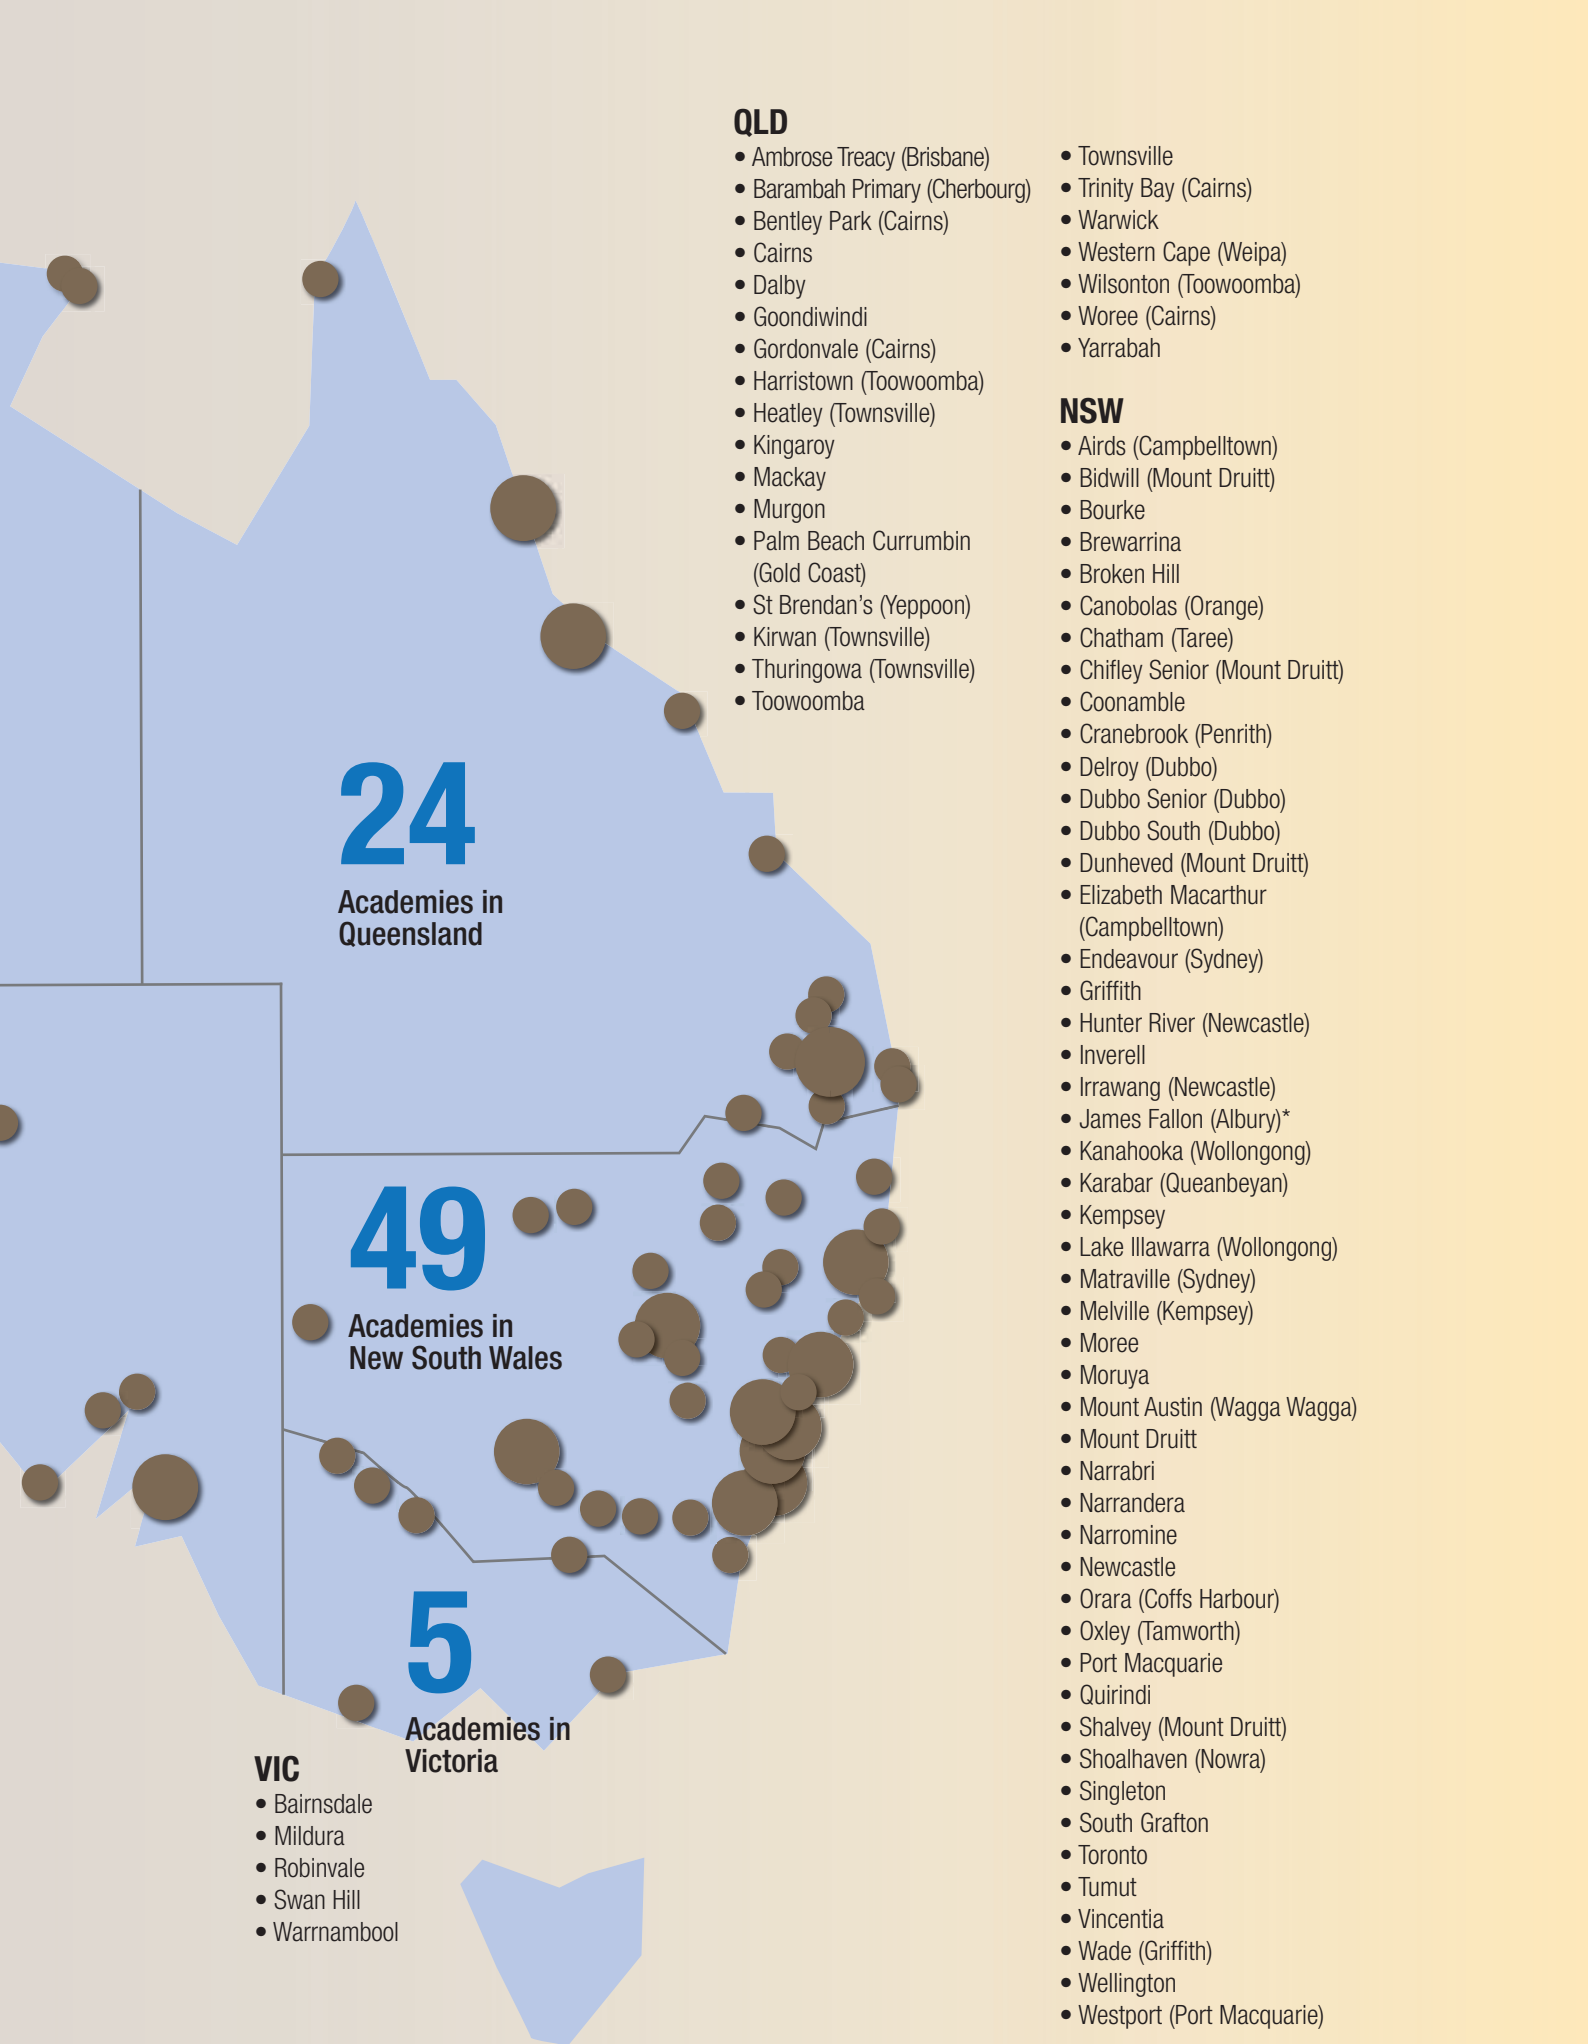 QLD
• Ambrose Treacy (Brisbane)
• Barambah Primary (Cherbourg)
• Bentley Park (Cairns)
• Cairns
• Dalby
• Goondiwindi
• Gordonvale (Cairns)
• Harristown (Toowoomba)
• Heatley (Townsville)
• Kingaroy
• Mackay
• Murgon
• Palm Beach Currumbin
(Gold Coast)
• St Brendan’s (Yeppoon)
• Kirwan (Townsville)
• Thuringowa (Townsville)
• Toowoomba
• Townsville
• Trinity Bay (Cairns)
• Warwick
• Western Cape (Weipa)
• Wilsonton (Toowoomba)
• Woree (Cairns)
• Yarrabah
NSW
• Airds (Campbelltown)
• Bidwill (Mount Druitt)
• Bourke
• Brewarrina
• Broken Hill
• Canobolas (Orange)
• Chatham (Taree)
• Chifley Senior (Mount Druitt)
• Coonamble
• Cranebrook (Penrith)
• Delroy (Dubbo)
• Dubbo Senior (Dubbo)
• Dubbo South (Dubbo)
• Dunheved (Mount Druitt)
• Elizabeth Macarthur
(Campbelltown)
• Endeavour (Sydney)
• Griffith
• Hunter River (Newcastle)
• Inverell
• Irrawang (Newcastle)
• James Fallon (Albury)*
• Kanahooka (Wollongong)
• Karabar (Queanbeyan)
• Kempsey
• Lake Illawarra (Wollongong)
• Matraville (Sydney)
• Melville (Kempsey)
• Moree
• Moruya
• Mount Austin (Wagga Wagga)
• Mount Druitt
• Narrabri
• Narrandera
• Narromine
• Newcastle
• Orara (Coffs Harbour)
• Oxley (Tamworth)
• Port Macquarie
• Quirindi
• Shalvey (Mount Druitt)
• Shoalhaven (Nowra)
• Singleton
• South Grafton
• Toronto
• Tumut
• Vincentia
• Wade (Griffith)
• Wellington
• Westport (Port Macquarie)
24
Academies in
Queensland
49
Academies in
New South Wales
5
Academies in
Victoria
VIC
• Bairnsdale
• Mildura
• Robinvale
• Swan Hill
• Warrnambool